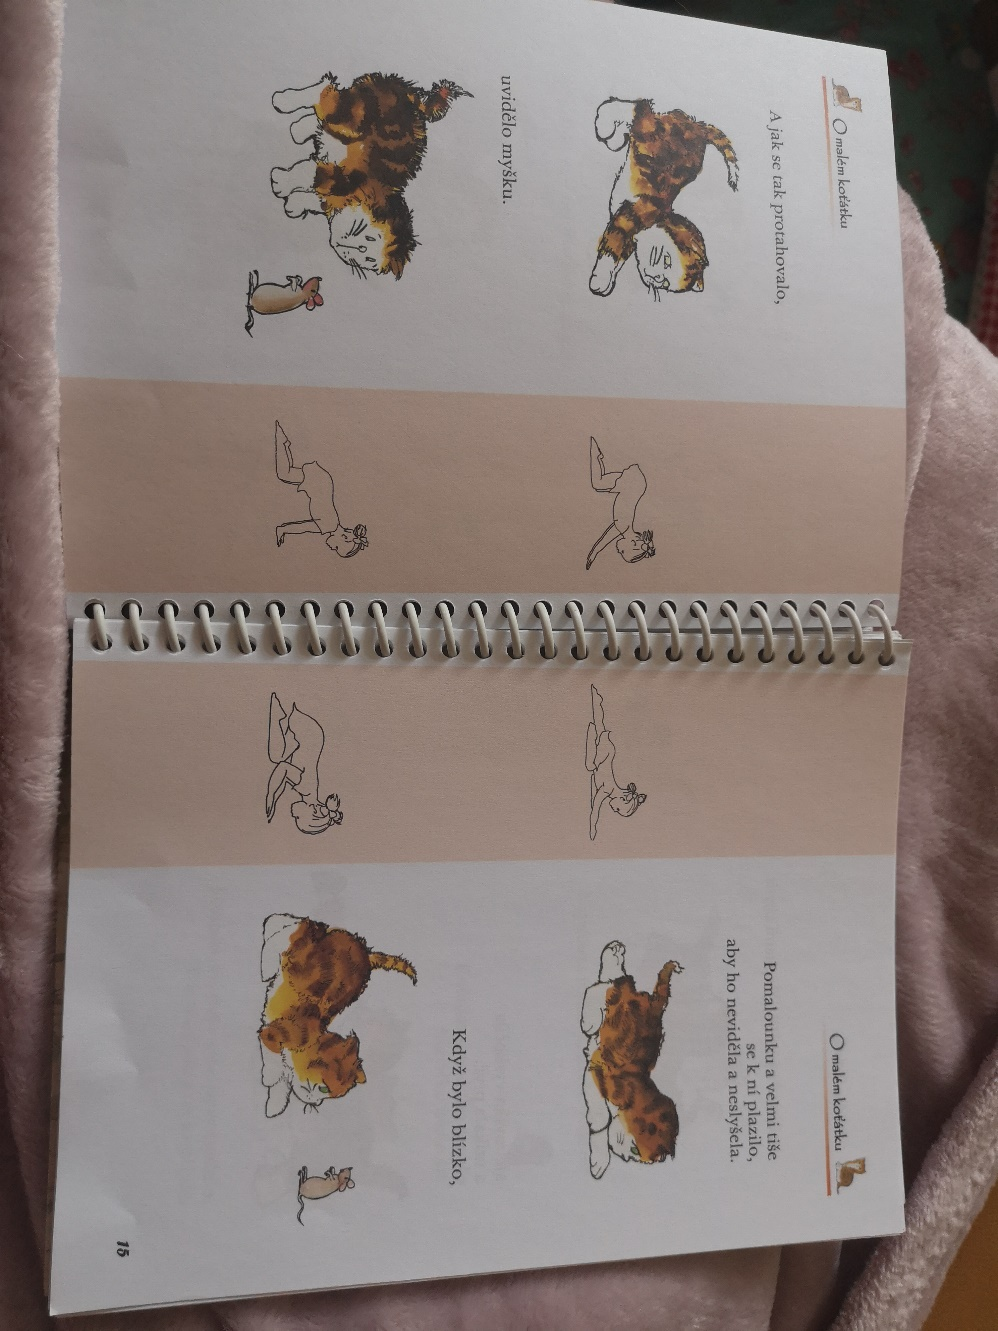 O malém koťátku
A jak se tak protahovalo,
uvidělo myšku.
O malém koťátku
Pomalounku a velmi tiše
se k ní plazilo,
aby ho neviděla a neslyšela.
Když bylo blízko,
15